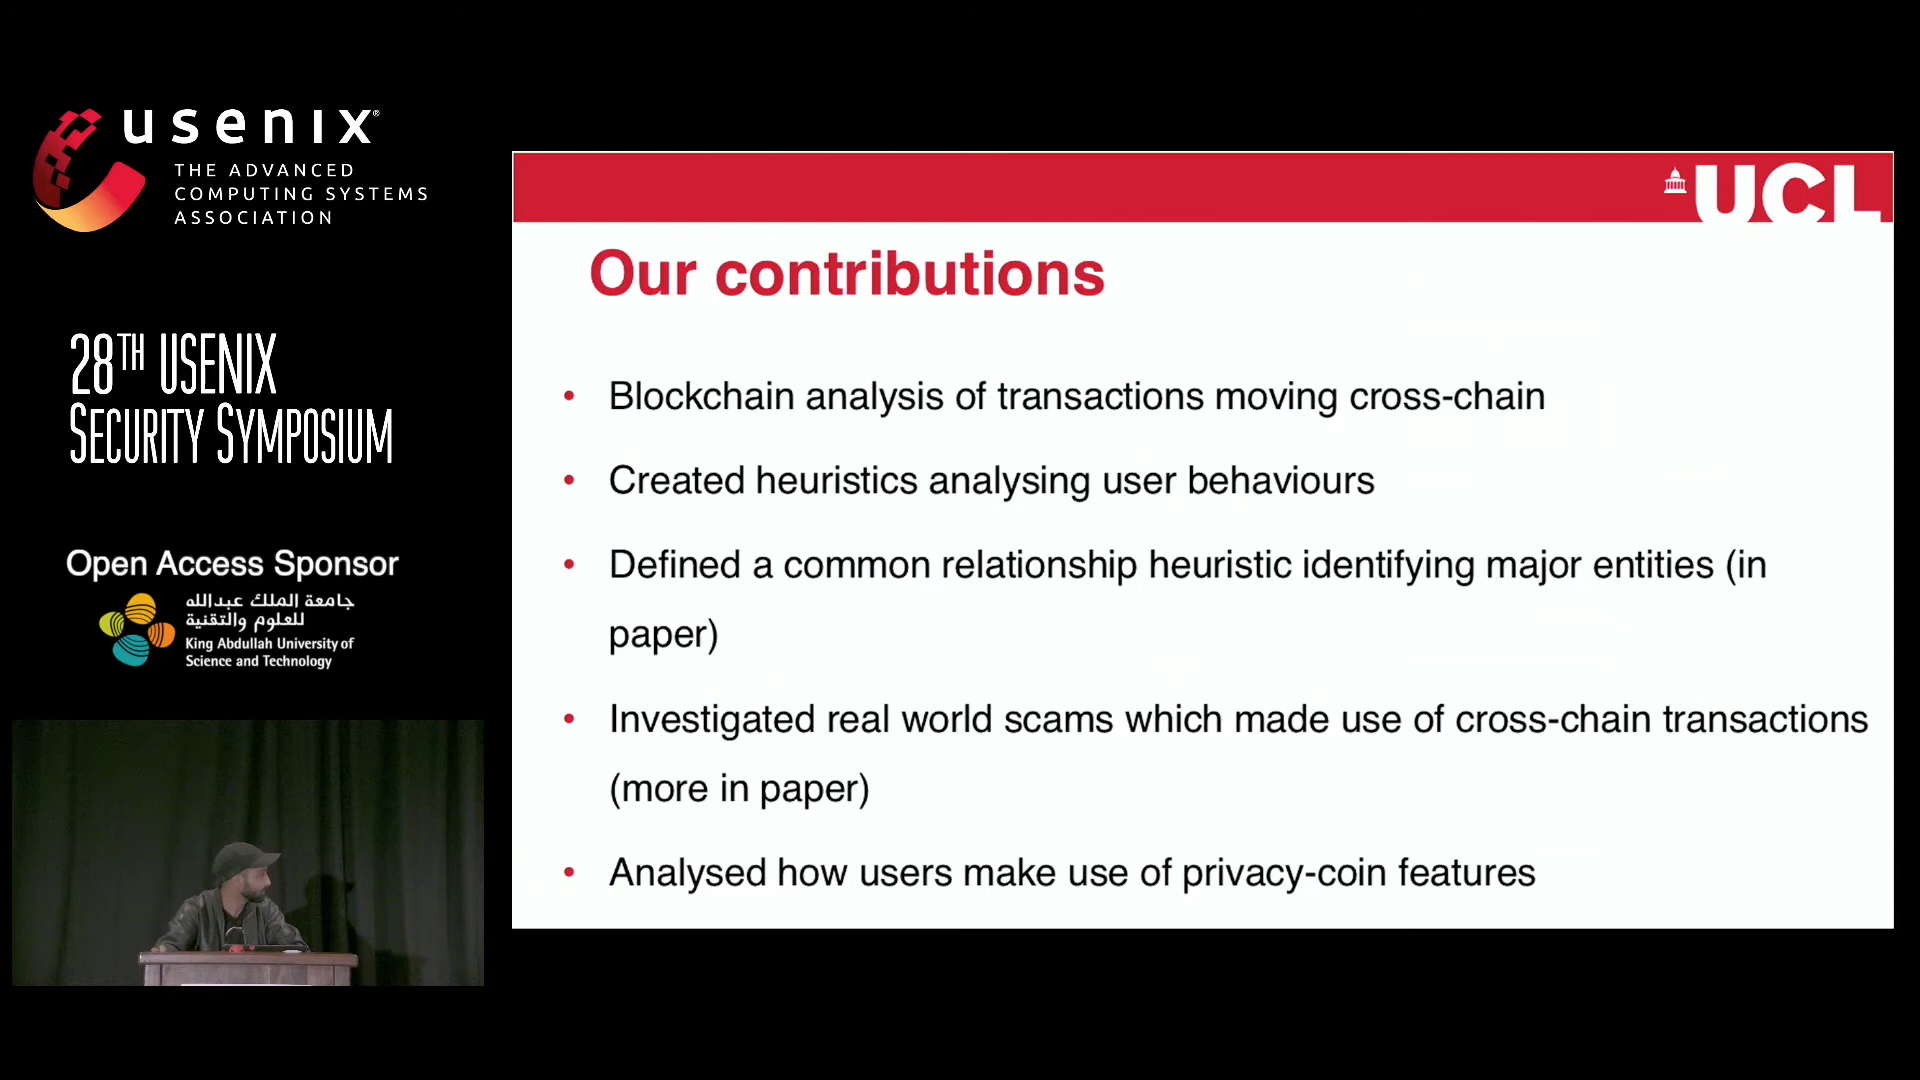 usenix®
THE ADVANCED
COMPUTING SYSTEMS
ASSOCIATION
28TH USENIX
SECURITY SYMPOSIUM
Open Access Sponsor
جامعة الملك عبدالله
للعلوم والتقنية
King Abdullah University of
Science and Technology
UCL
Our contributions
• Blockchain analysis of transactions moving cross-chain
• Created heuristics analysing user behaviours
• Defined a common relationship heuristic identifying major entities (in
paper)
• Investigated real world scams which made use of cross-chain transactions
(more in paper)
• Analysed how users make use of privacy-coin features